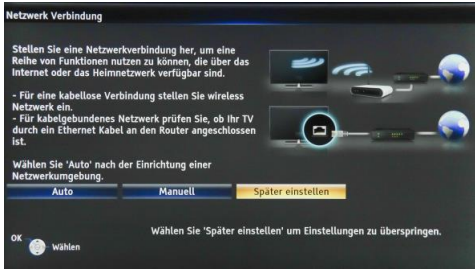 Netzwerk Verbindung
Stellen Sie eine Netzwerkverbindung her, um eine
Reihe von Funktionen nutzen zu können, die über das
Internet oder das Heimnetzwerk verfügbar sind.
- Für eine kabellose Verbindung stellen Sie wireless
Netzwerk ein.
- Für kabelgebundenes Netzwerk prüfen Sie, ob Ihr TV
durch ein Ethernet Kabel an den Router angeschlossen
ist.
Wählen Sie 'Auto' nach der Einrichtung einer
Netzwerkumgebung.
Auto Manuell Später einstellen
Wählen Sie 'Später einstellen' um Einstellungen zu überspringen.
OK
Wählen